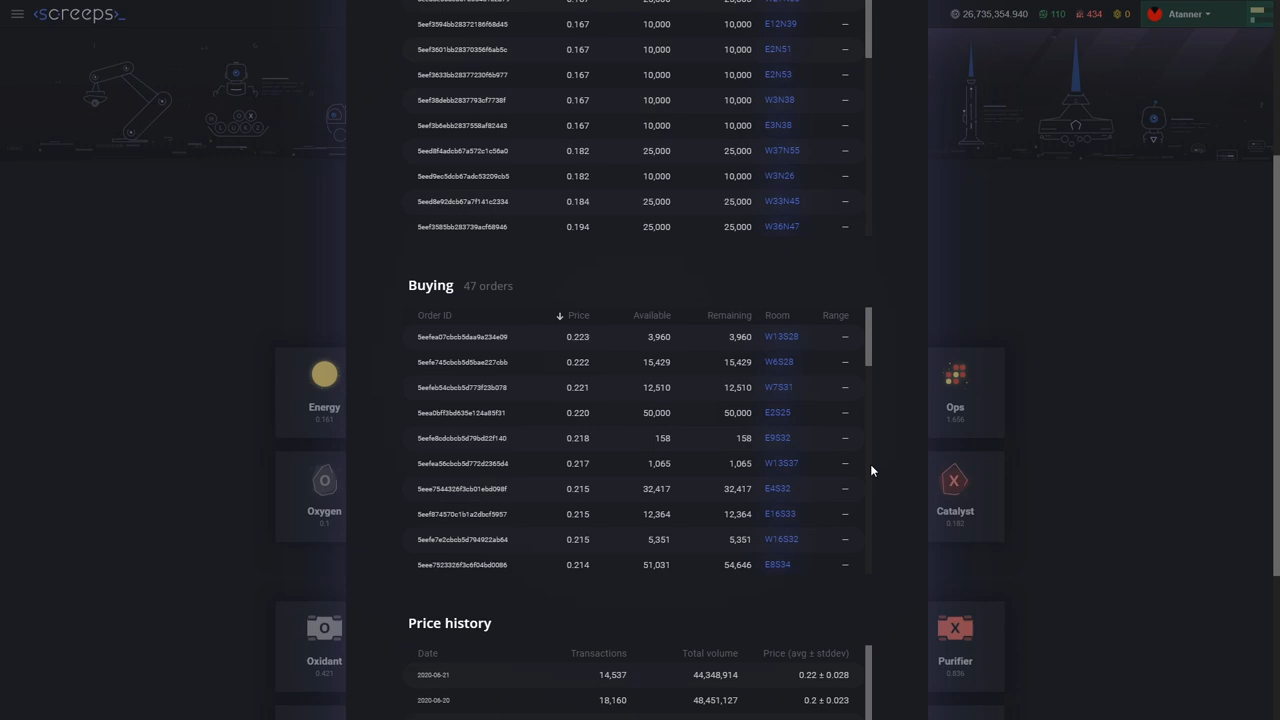 <screeps>_
26,735,354.940 110 434 0 Atanner
5eef3594bb28372186f68d45 0.167 10,000 10,000 E12N39
5eef3601bb28370356f6ab5c 0.167 10,000 10,000 E2N51 —
5eef3633bb28377230f6b977 0.167 10,000 10,000 E2N53 —
5eef38debb2837793cf7738f 0.167 10,000 10,000 W3N38 —
5eef3b6ebb2837558af82443 0.167 10,000 10,000 E3N38 —
5eed8f4adcb67a572c1c56a0 0.182 25,000 25,000 W37N55 —
5eed9ec5dcb67adc53209cb5 0.182 10,000 10,000 W3N26 —
5eed8e92dcb67a7f141c2334 0.184 25,000 25,000 W33N45 —
5eef3585bb283739acf68946 0.194 25,000 25,000 W36N47 —
Buying 47 orders
Order ID Price Available Remaining Room Range
5eefea07cbcb5daa9a234e09 0.223 3,960 3,960 W13S28 —
5eefe745cbcb5d5bae227cbb 0.222 15,429 15,429 W6S28 —
5eefeb54cbcb5d773f23b078 0.221 12,510 12,510 W7S31 —
5eea0bff3bd635e124a85f31 0.220 50,000 50,000 E2S25 —
5eefe8cdcbcb5d79bd22f140 0.218 158 158 E9S32 —
5eefea56cbcb5d772d2365d4 0.217 1,065 1,065 W13S37 —
5eee7544326f3cb01ebd098f 0.215 32,417 32,417 E4S32 —
5eef874570c1b1a2dbcf5957 0.215 12,364 12,364 E16S33 —
5eefe7e2cbcb5d794922ab64 0.215 5,351 5,351 W16S32 —
5eee7523326f3c6f04bd0086 0.214 51,031 54,646 E8S34 —
Energy
0.161
Ops
1.656
O
Oxygen
0.1
X
Catalyst
0.182
O
Oxidant
0.421
X
Purifier
0.836
Price history
Date Transactions Total volume Price (avg ± stddev)
2020-06-21 14,537 44,348,914 0.22 ± 0.028
2020-06-20 18,160 48,451,127 0.2 ± 0.023